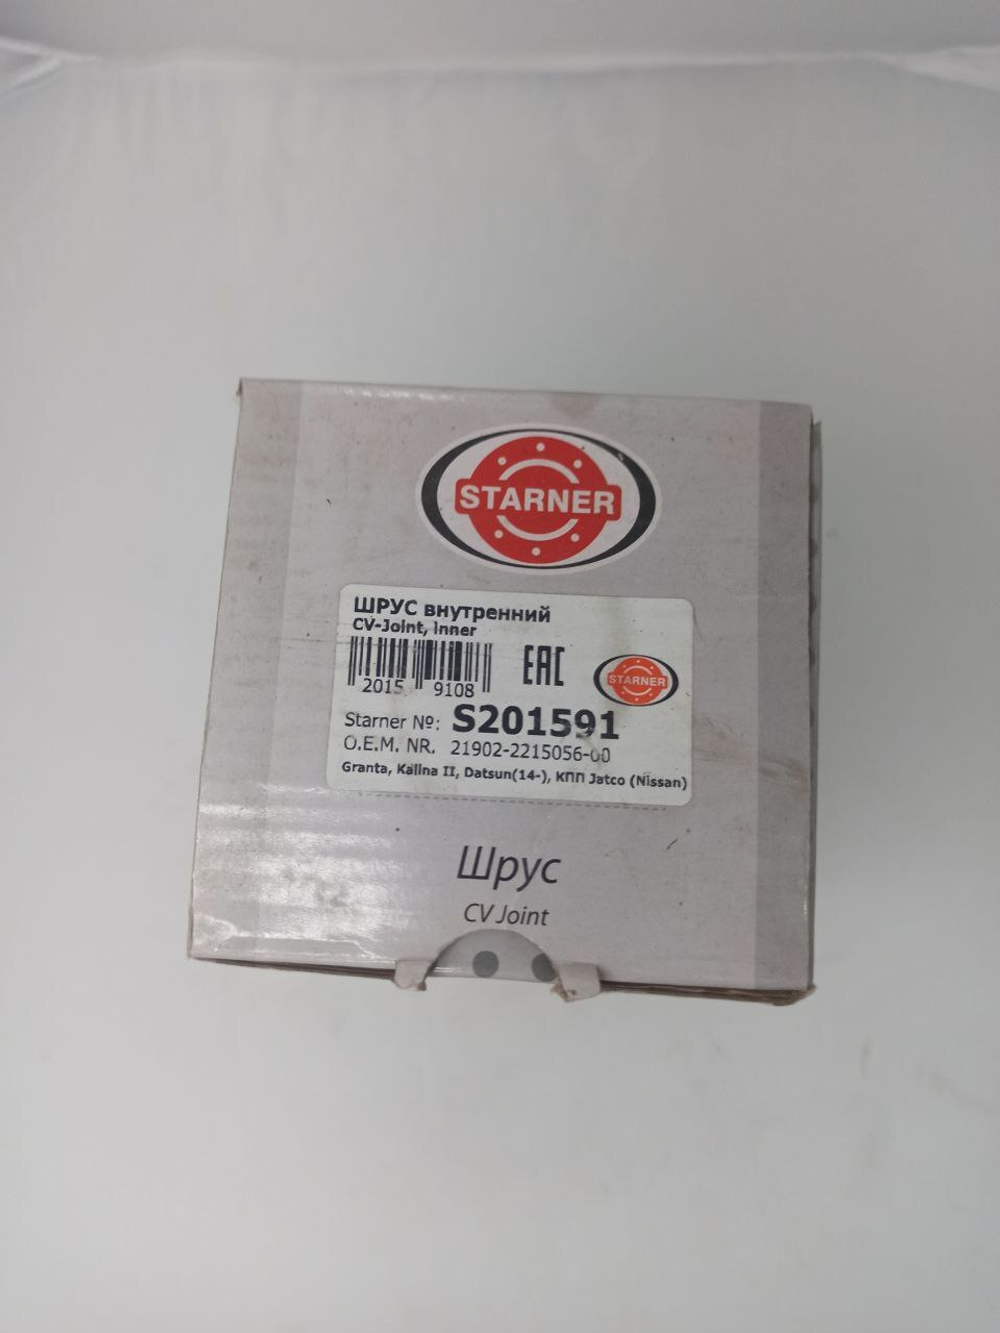 STARNER
ШРУС внутренний
CV-Joint, Inner
EAC
STARNER
2015 9108
Starner №: S201591
O.E.M. NR. 21902-2215056-00
Granta, Kalina II, Datsun(14-), КПП Jatco (Nissan)
Шрус
CV Joint